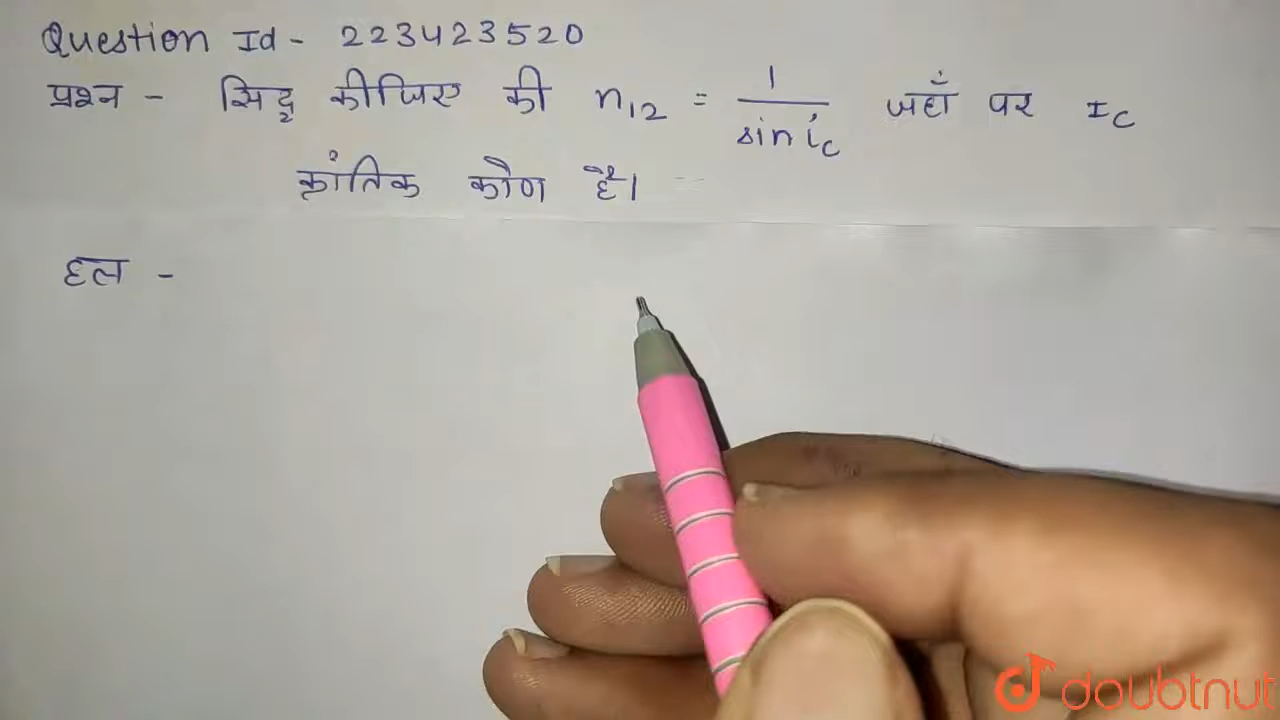 Question Id - 223423520
प्रश्न - सिद्ध कीजिए की n₁₂ = 1/sin i_c जहाँ पर I_C
क्रांतिक कौण है।
हल -
doubtnut